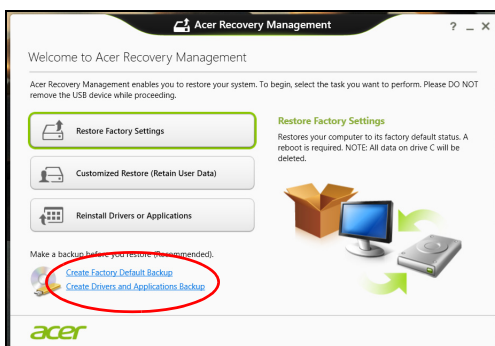 Acer Recovery Management
? _ X
Welcome to Acer Recovery Management
Acer Recovery Management enables you to restore your system. To begin, select the task you want to perform. Please DO NOT
remove the USB device while proceeding.
Restore Factory Settings
Customized Restore (Retain User Data)
Reinstall Drivers or Applications
Restore Factory Settings
Restores your computer to its factory default status. A
reboot is required. NOTE: All data on drive C will be
deleted.
Make a backup before you restore (Recommended).
Create Factory Default Backup
Create Drivers and Applications Backup
acer